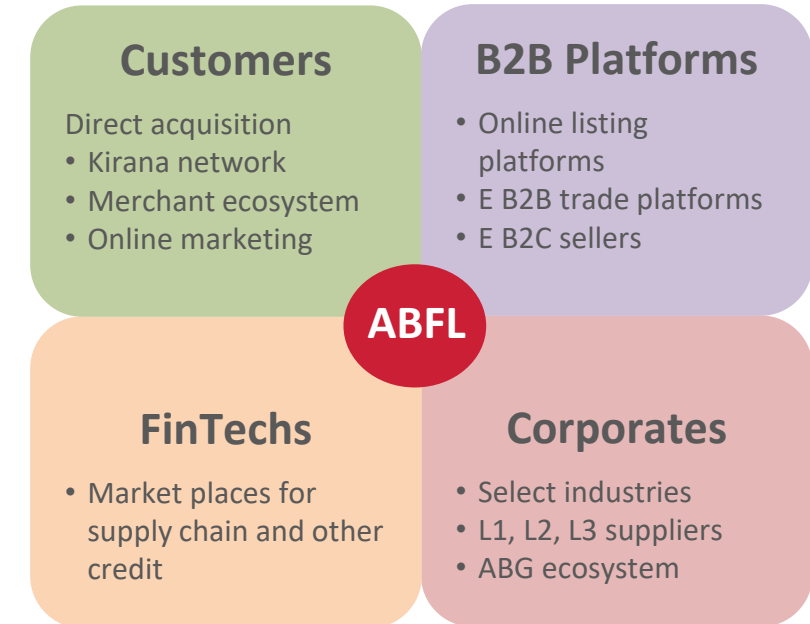 Customers
Direct acquisition
• Kirana network
• Merchant ecosystem
• Online marketing
B2B Platforms
• Online listing
platforms
• E B2B trade platforms
• E B2C sellers
ABFL
FinTechs
• Market places for
supply chain and other
credit
Corporates
• Select industries
• L1, L2, L3 suppliers
• ABG ecosystem